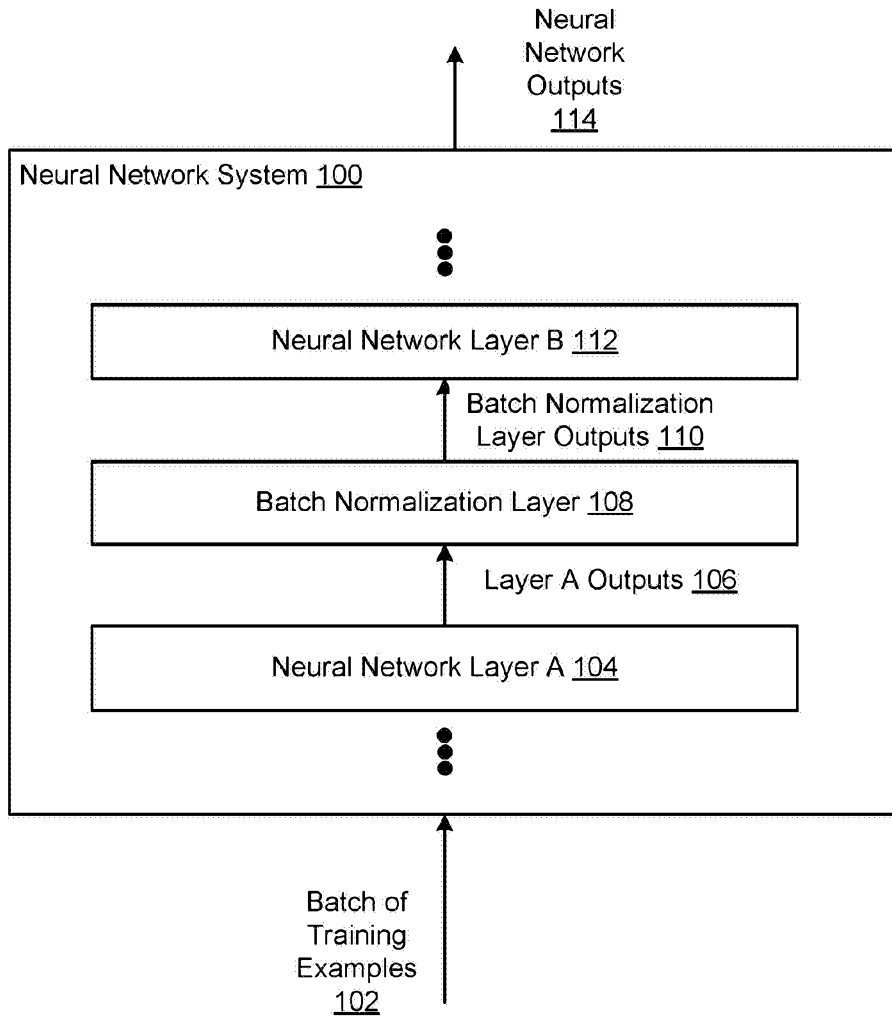 Neural
Network
Outputs
114
Neural Network System 100
Neural Network Layer B 112
Batch Normalization
Layer Outputs 110
Batch Normalization Layer 108
Layer A Outputs 106
Neural Network Layer A 104
Batch of
Training
Examples
102